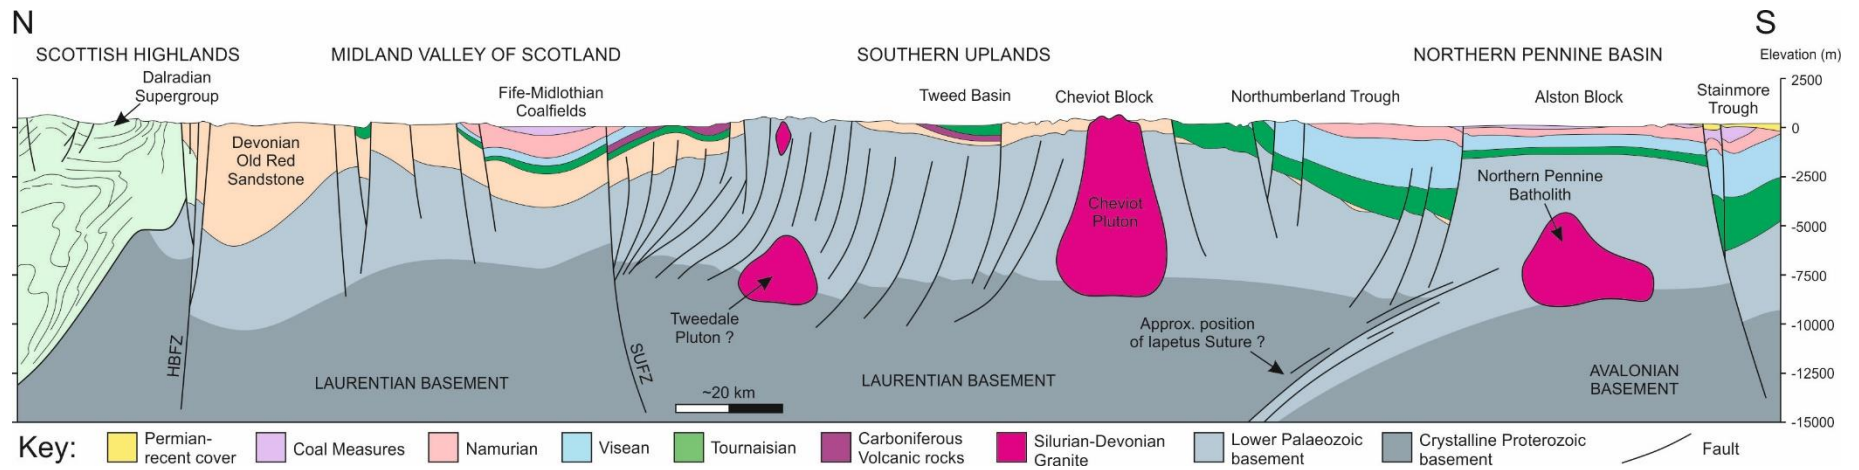 N
S
SCOTTISH HIGHLANDS
MIDLAND VALLEY OF SCOTLAND
SOUTHERN UPLANDS
NORTHERN PENNINE BASIN
Elevation (m)
Dalradian
Supergroup
Fife-Midlothian
Coalfields
Tweed Basin
Cheviot Block
Northumberland Trough
Alston Block
Stainmore
Trough
2500
0
-2500
-5000
-7500
-10000
-12500
-15000
Devonian
Old Red
Sandstone
Cheviot
Pluton
Northern Pennine
Batholith
Tweedale
Pluton ?
Approx. position
of Iapetus Suture ?
HBFZ
SUFZ
LAURENTIAN BASEMENT
LAURENTIAN BASEMENT
AVALONIAN
BASEMENT
~20 km
Key:
Permian-
recent cover
Coal Measures
Namurian
Visean
Tournaisian
Carboniferous
Volcanic rocks
Silurian-Devonian
Granite
Lower Palaeozoic
basement
Crystalline Proterozoic
basement
Fault